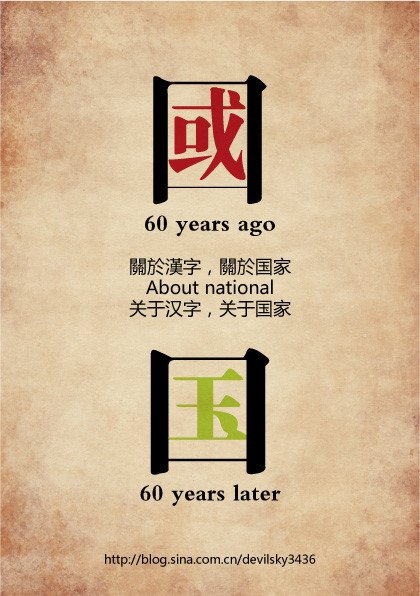 國
60 years ago
關於漢字，關於国家
About national
关于汉字，关于国家
国
60 years later
http://blog.sina.com.cn/devilsky3436